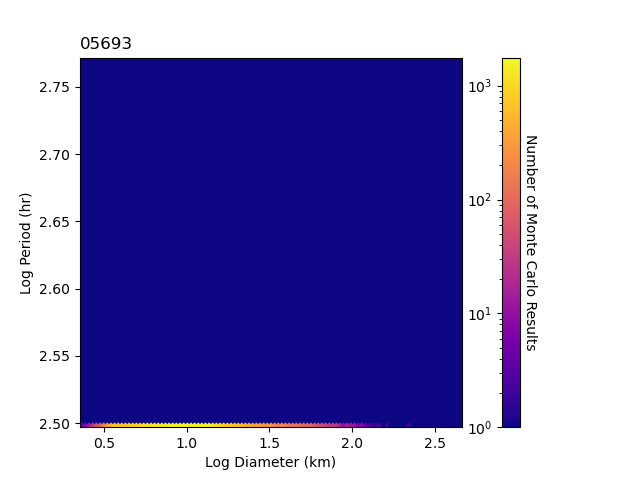 05693
2.75
2.70
2.65
2.60
2.55
2.50
Log Period (hr)
0.5 1.0 1.5 2.0 2.5
Log Diameter (km)
10³
10²
10¹
10⁰
Number of Monte Carlo Results